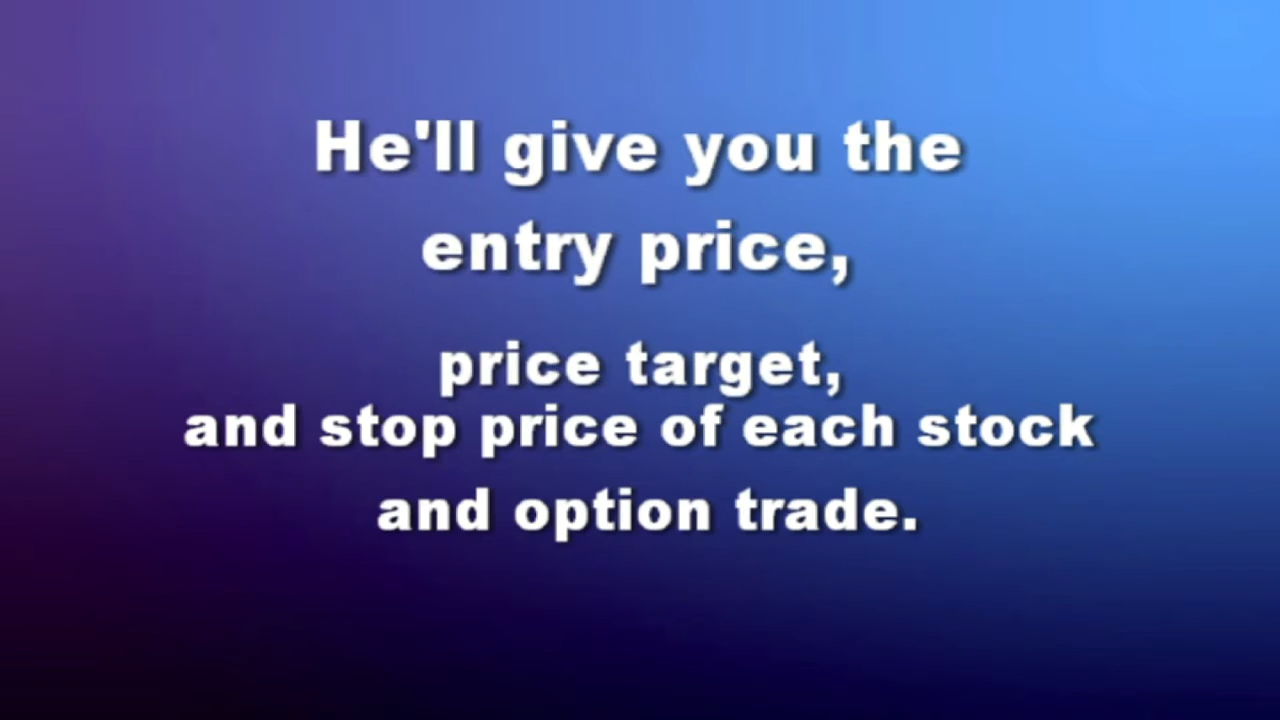 He'll give you the
entry price,
price target,
and stop price of each stock
and option trade.